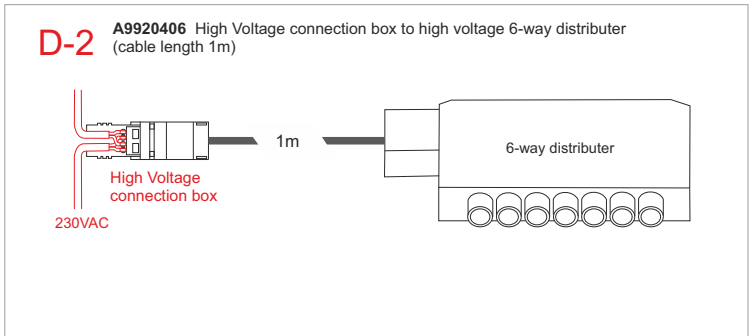 D-2
A9920406 High Voltage connection box to high voltage 6-way distributer
(cable length 1m)
1m
6-way distributer
High Voltage
connection box
230VAC